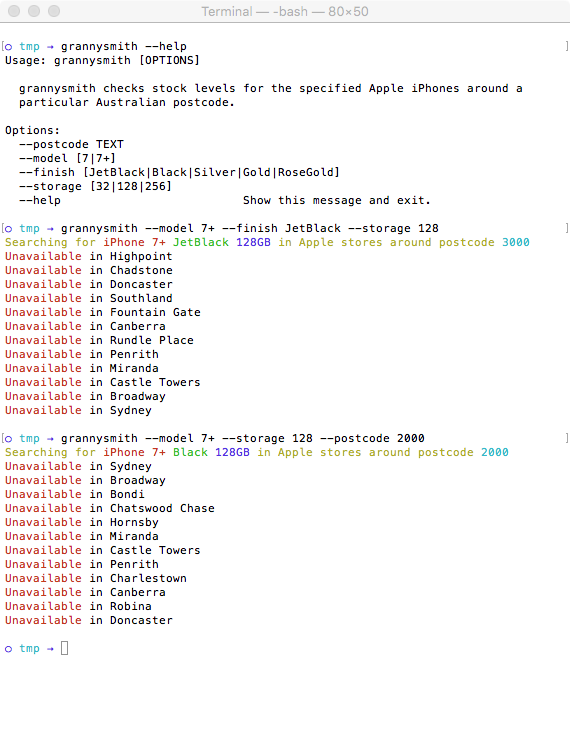 Terminal — -bash — 80×50
[○ tmp → grannysmith --help ]
Usage: grannysmith [OPTIONS]
grannysmith checks stock levels for the specified Apple iPhones around a
particular Australian postcode.
Options:
--postcode TEXT
--model [7|7+]
--finish [JetBlack|Black|Silver|Gold|RoseGold]
--storage [32|128|256]
--help Show this message and exit.
[○ tmp → grannysmith --model 7+ --finish JetBlack --storage 128 ]
Searching for iPhone 7+ JetBlack 128GB in Apple stores around postcode 3000
Unavailable in Highpoint
Unavailable in Chadstone
Unavailable in Doncaster
Unavailable in Southland
Unavailable in Fountain Gate
Unavailable in Canberra
Unavailable in Rundle Place
Unavailable in Penrith
Unavailable in Miranda
Unavailable in Castle Towers
Unavailable in Broadway
Unavailable in Sydney
[○ tmp → grannysmith --model 7+ --storage 128 --postcode 2000 ]
Searching for iPhone 7+ Black 128GB in Apple stores around postcode 2000
Unavailable in Sydney
Unavailable in Broadway
Unavailable in Bondi
Unavailable in Chatswood Chase
Unavailable in Hornsby
Unavailable in Miranda
Unavailable in Castle Towers
Unavailable in Penrith
Unavailable in Charlestown
Unavailable in Canberra
Unavailable in Robina
Unavailable in Doncaster
○ tmp →